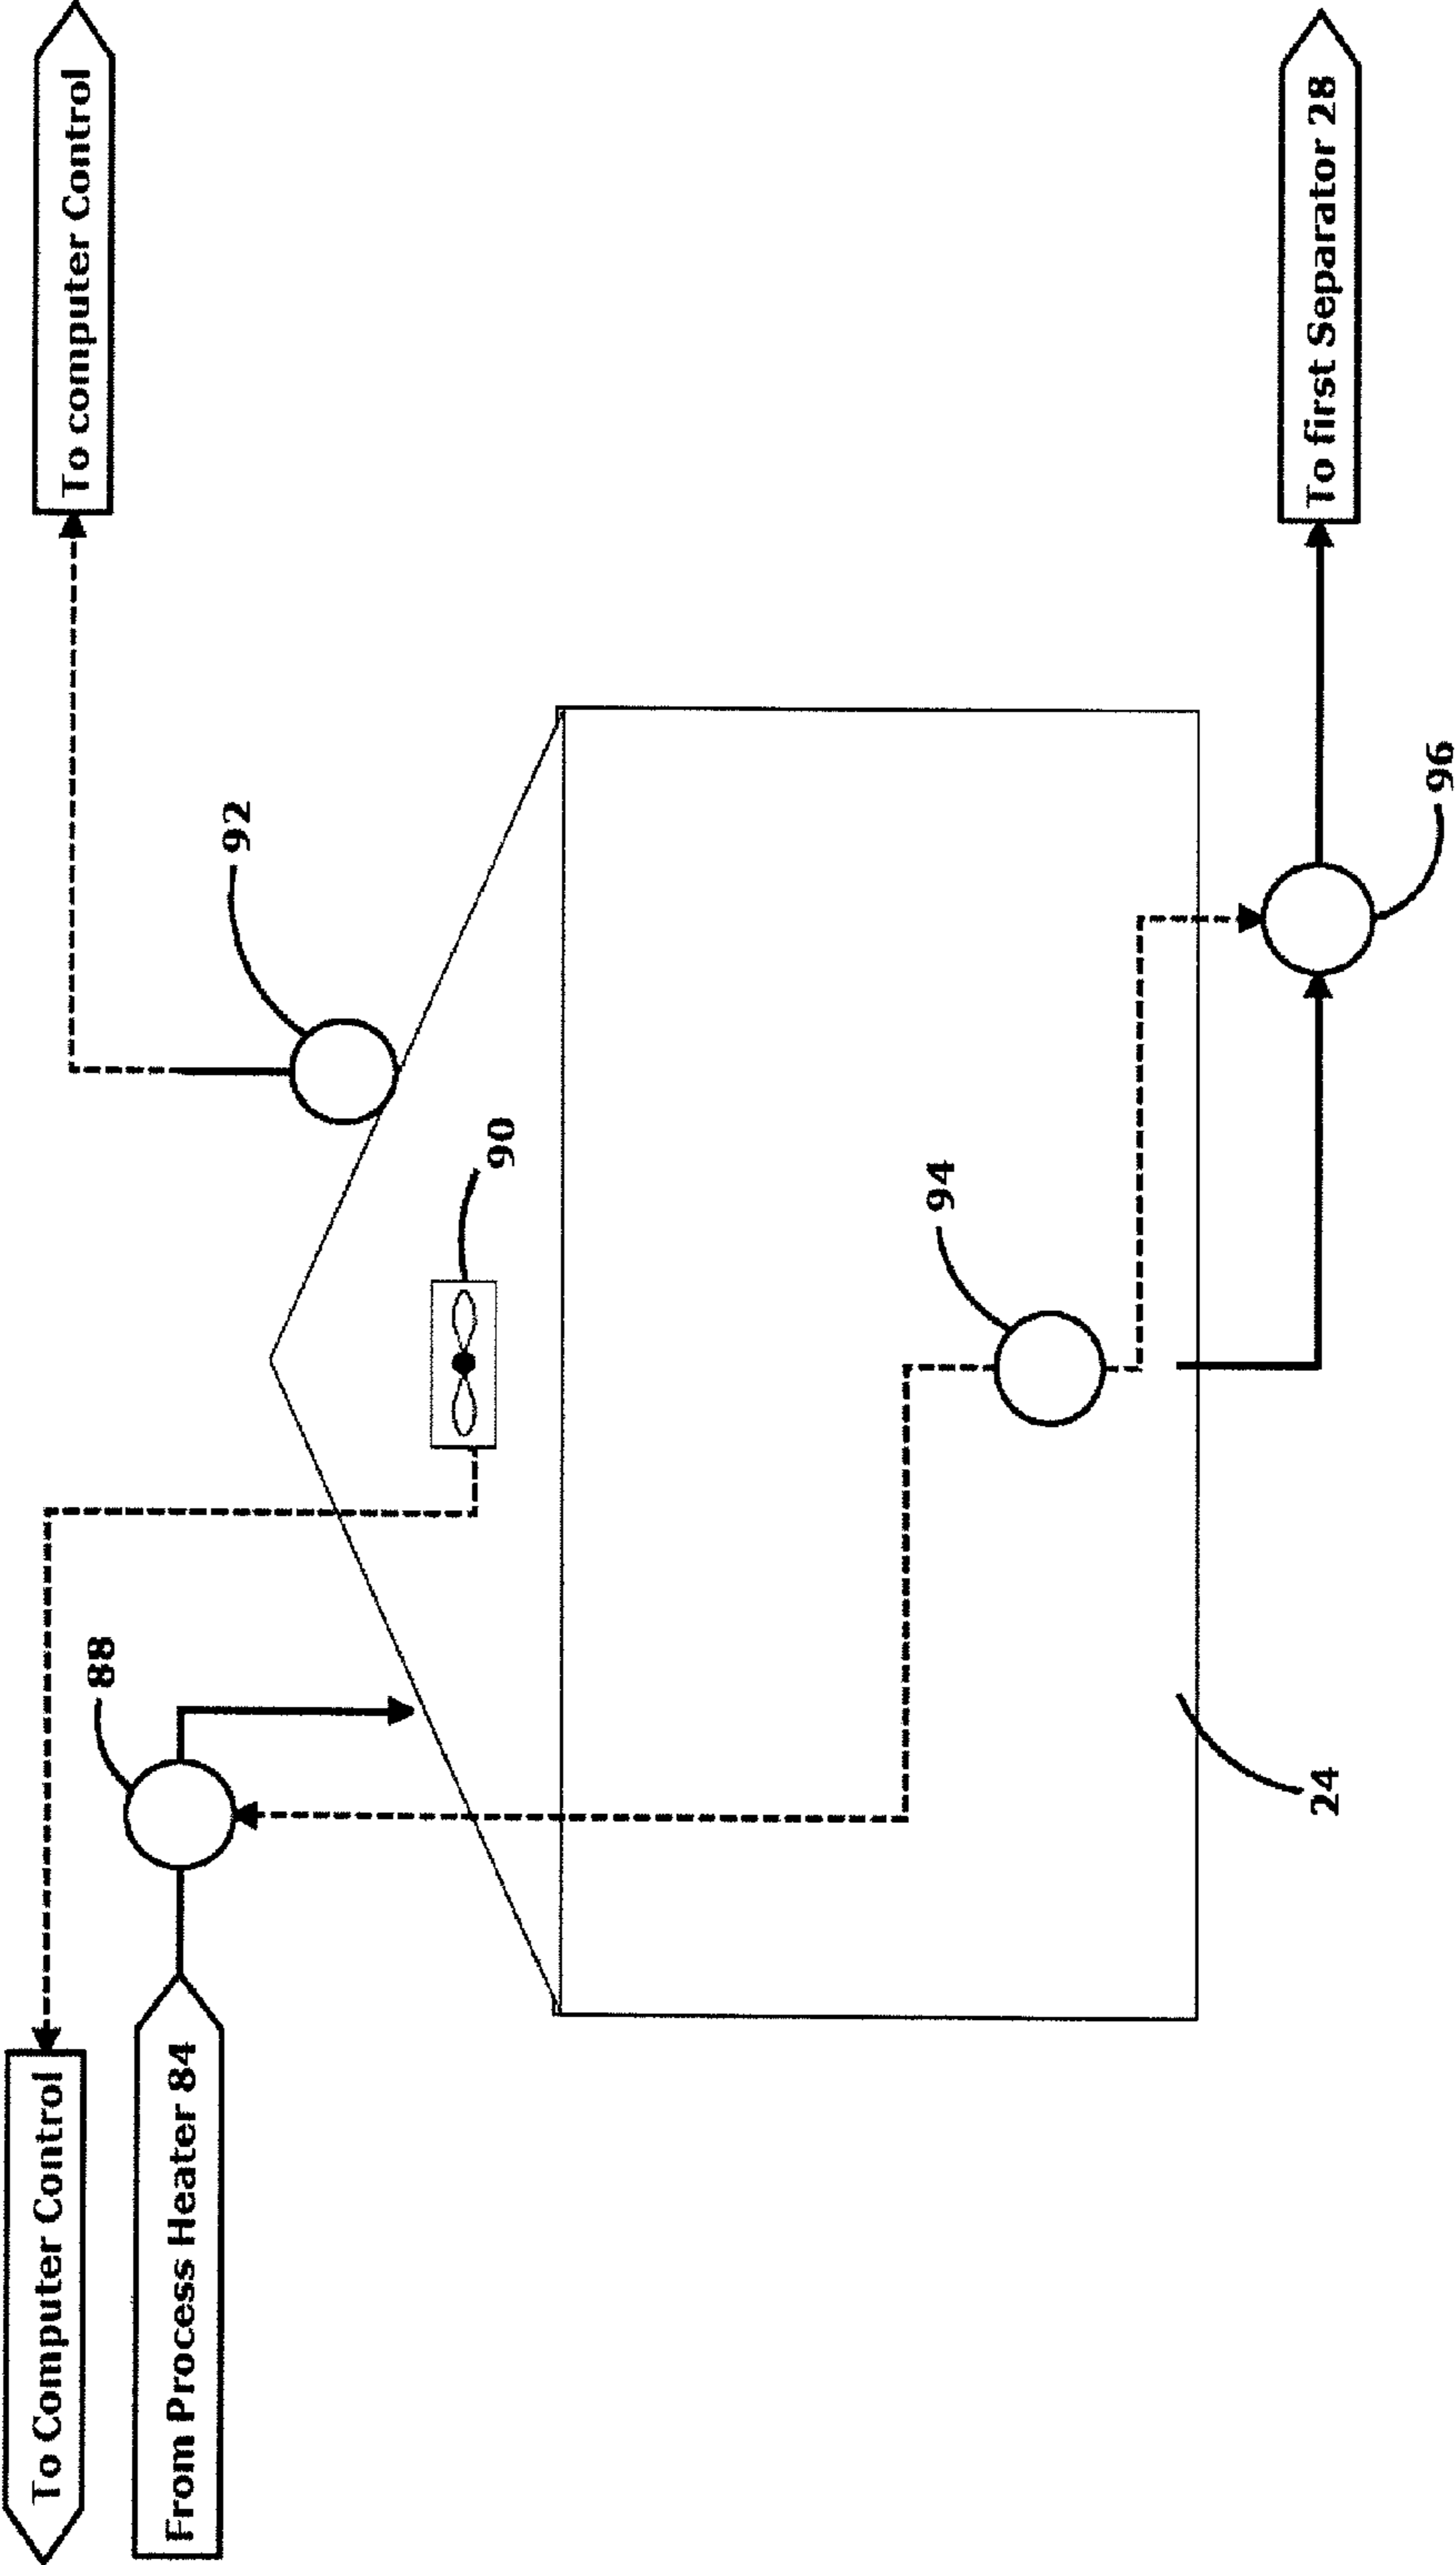 To Computer Control
To computer Control
From Process Heater 84
88
92
90
94
24
96
To first Separator 28